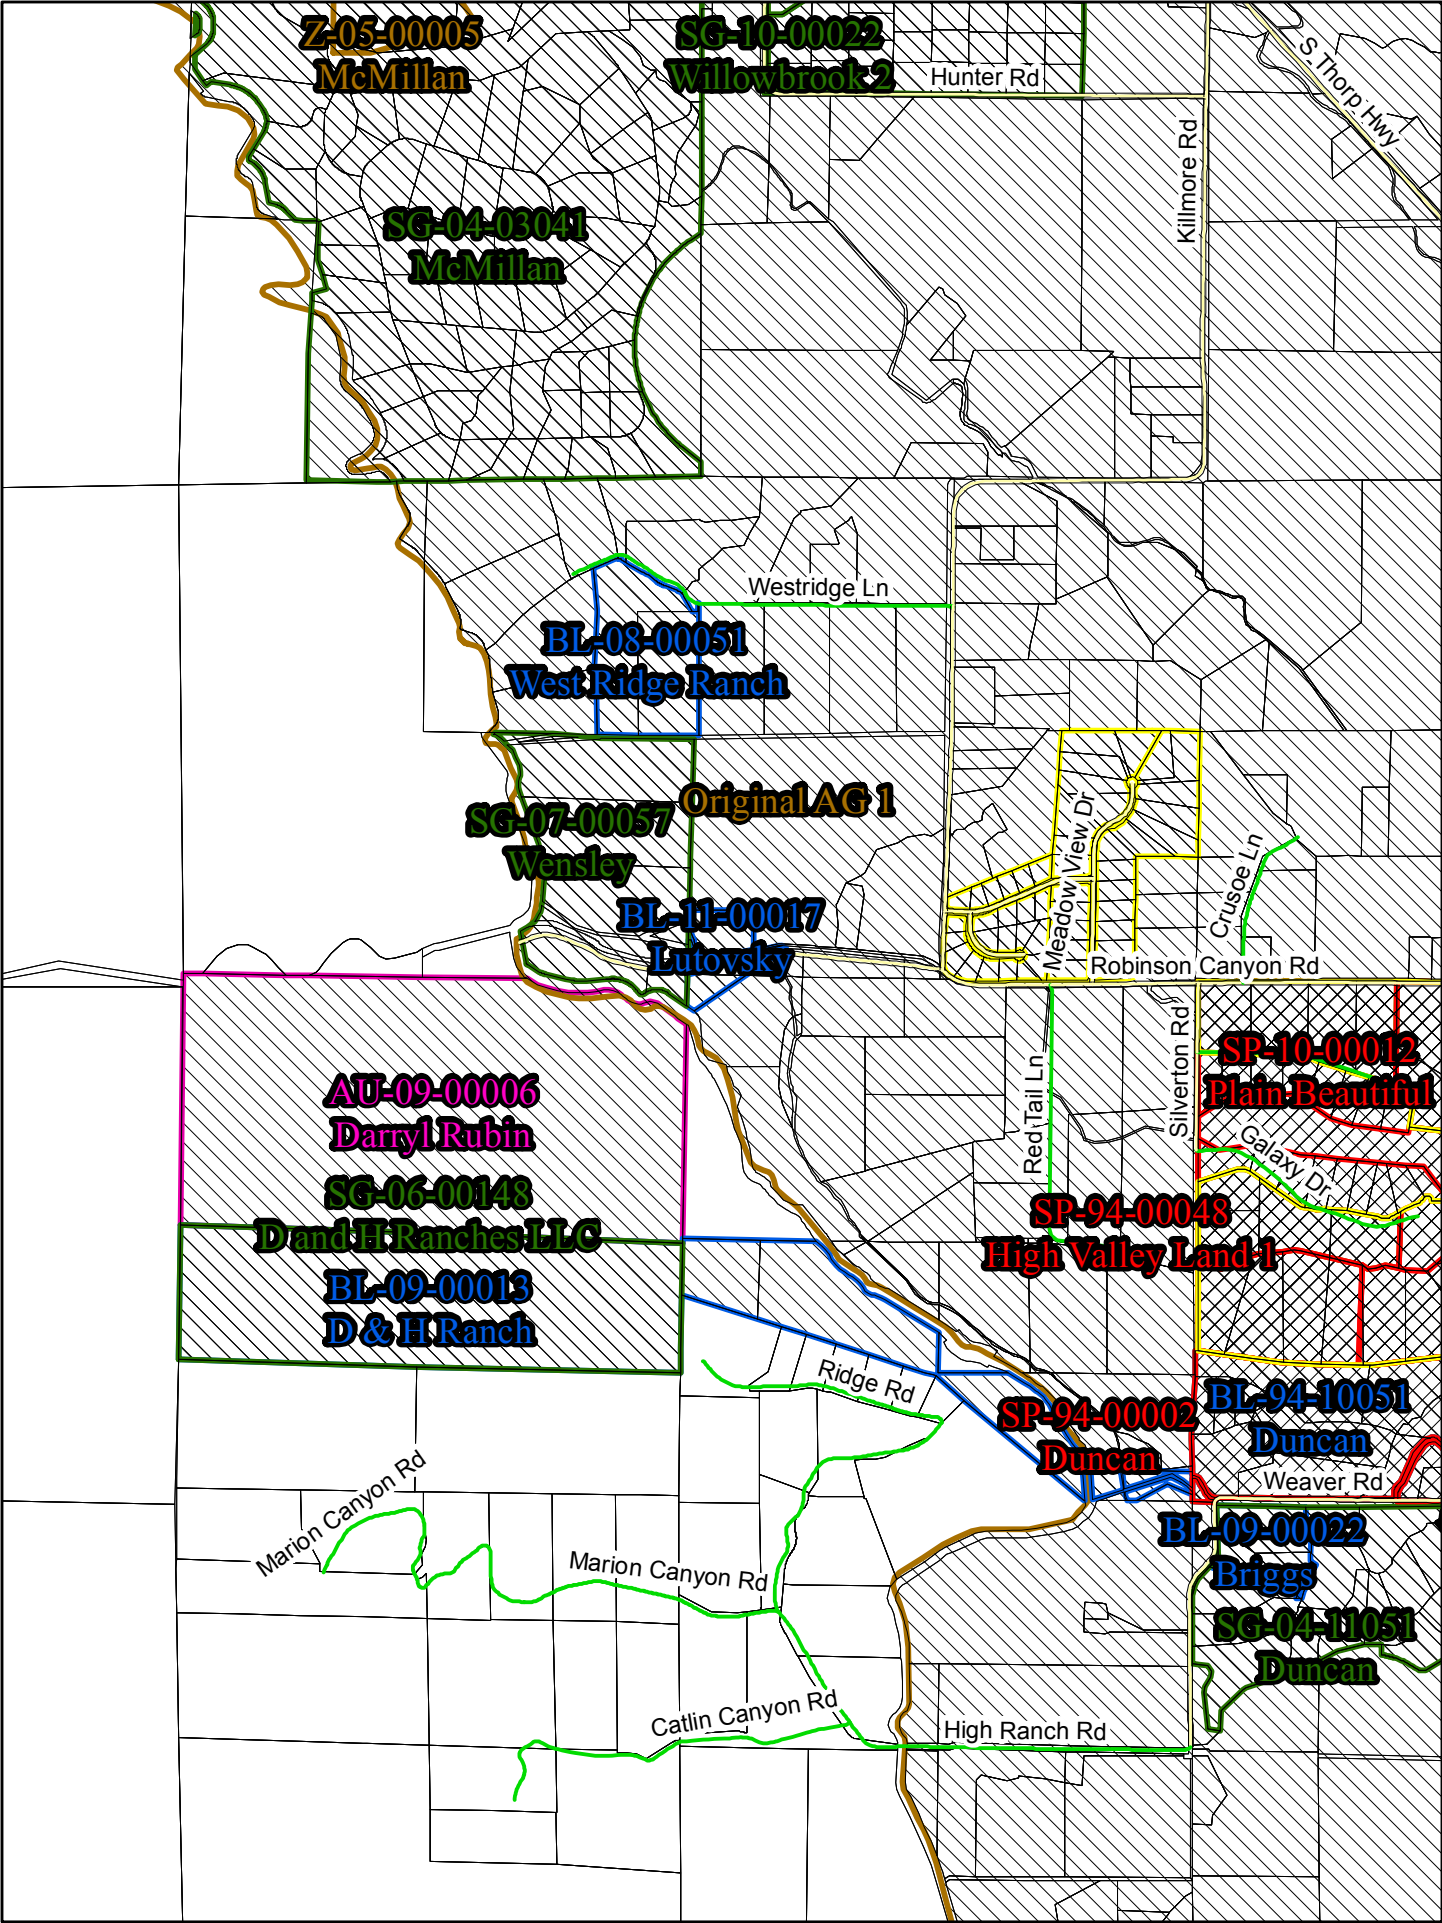 Z-05-00005
McMillan
SG-10-00022
Willowbrook 2
Hunter Rd
S Thorp Hwy
Killmore Rd
SG-04-03041
McMillan
Westridge Ln
BL-08-00051
West Ridge Ranch
Original AG 1
SG-07-00057
Wensley
Meadow View Dr
Crusoe Ln
BL-11-00017
Lutovsky
Robinson Canyon Rd
Silverton Rd
SP-10-00012
Plain Beautiful
Red Tail Ln
AU-09-00006
Darryl Rubin
Galaxy Dr
SG-06-00148
D and H Ranches LLC
SP-94-00048
High Valley Land 1
BL-09-00013
D & H Ranch
Ridge Rd
SP-94-00002
Duncan
BL-94-10051
Duncan
Weaver Rd
Marion Canyon Rd
BL-09-00022
Briggs
Marion Canyon Rd
SG-04-11051
Duncan
Catlin Canyon Rd
High Ranch Rd